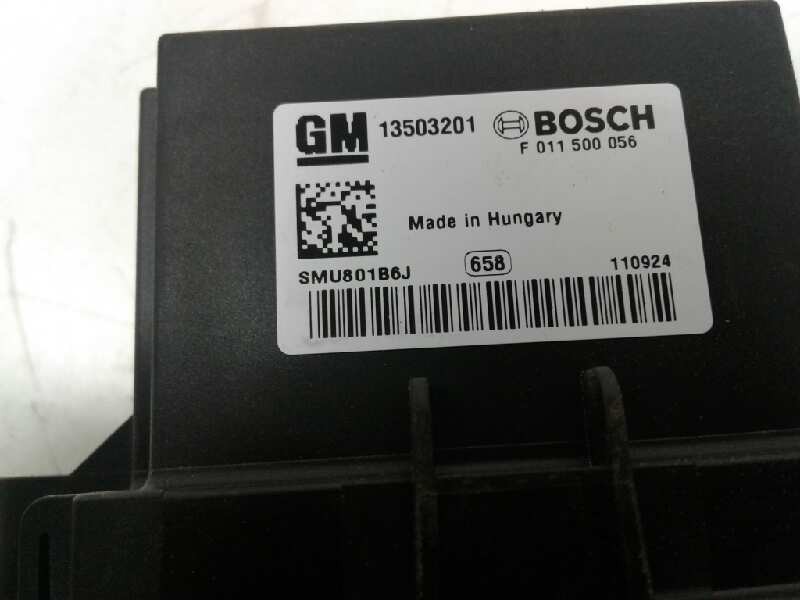 GM 13503201 BOSCH
F 011 500 056
Made in Hungary
SMU801B6J 658 110924